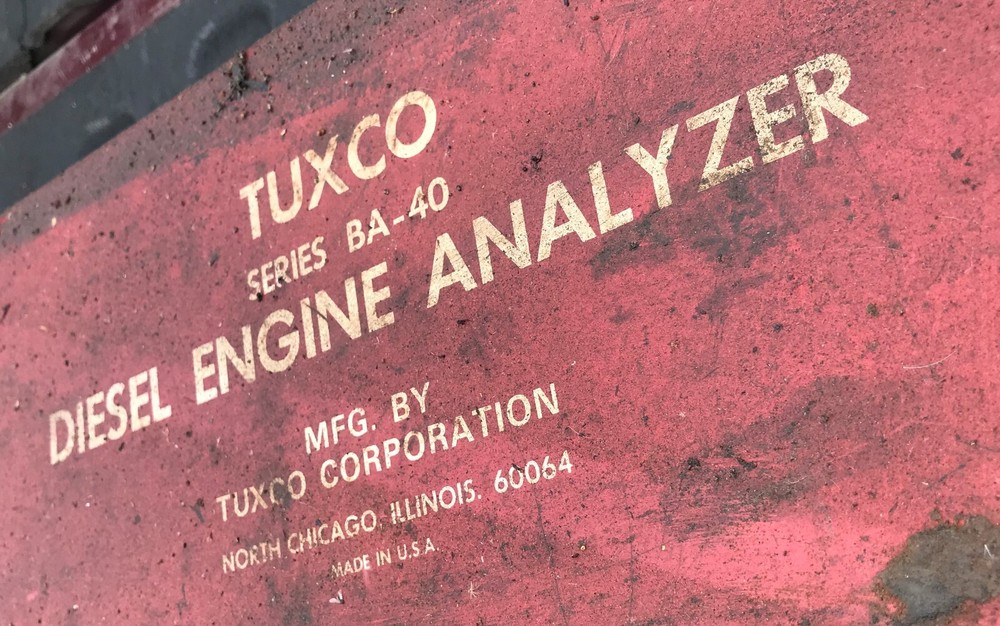 TUXCO
SERIES BA-40
DIESEL ENGINE ANALYZER
MFG. BY
TUXCO CORPORATION
NORTH CHICAGO, ILLINOIS. 60064
MADE IN U.S.A.